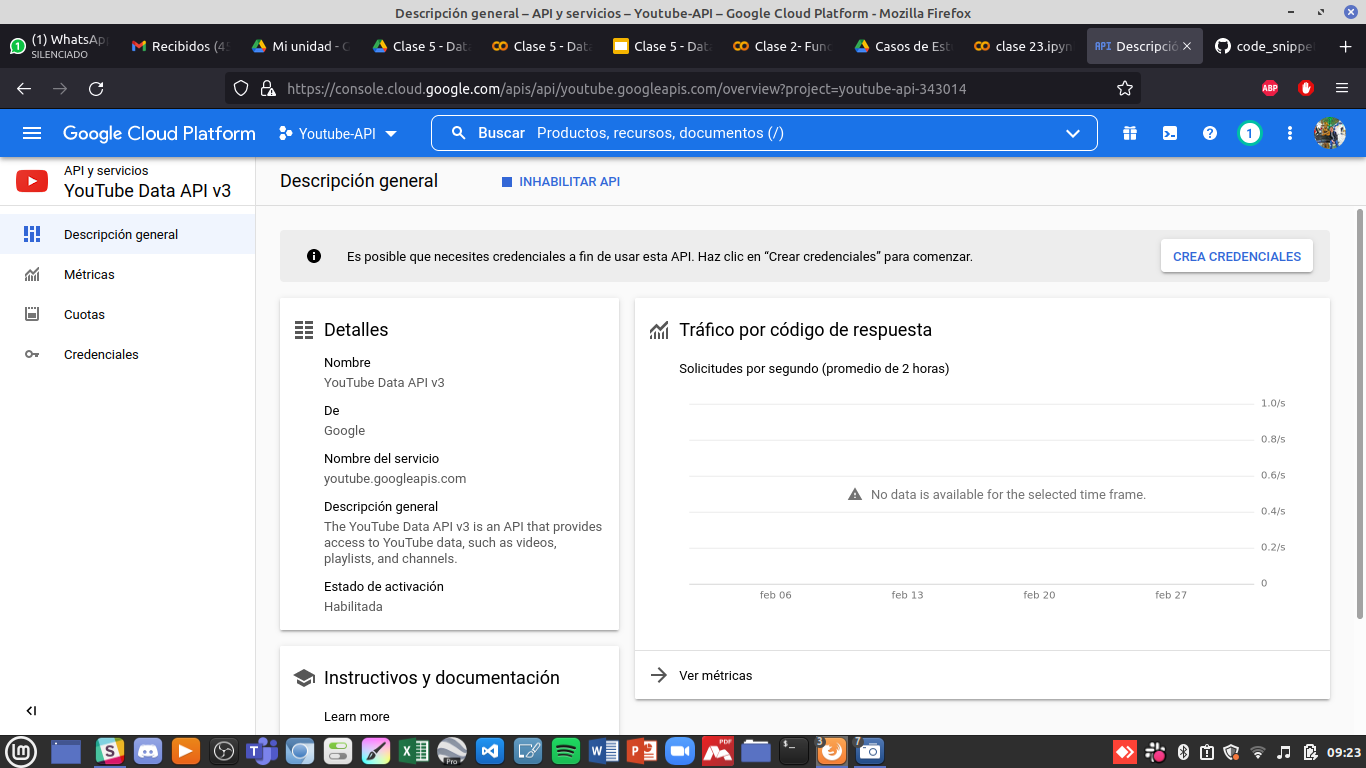 Descripción general – API y servicios – Youtube-API – Google Cloud Platform - Mozilla Firefox
(1) WhatsApp
SILENCIADO
Recibidos (4
Mi unidad - G
Clase 5 - Data
Clase 5 - Data
Clase 5 - Data
Clase 2- Func
Casos de Est
clase 23.ipyn
API Descripció
code_snippe
https://console.cloud.google.com/apis/api/youtube.googleapis.com/overview?project=youtube-api-343014
ABP
Google Cloud Platform
Youtube-API
Buscar Productos, recursos, documentos (/)
1
API y servicios
YouTube Data API v3
Descripción general
INHABILITAR API
Descripción general
Métricas
Cuotas
Credenciales
Es posible que necesites credenciales a fin de usar esta API. Haz clic en “Crear credenciales” para comenzar.
CREA CREDENCIALES
Detalles
Nombre
YouTube Data API v3
De
Google
Nombre del servicio
youtube.googleapis.com
Descripción general
The YouTube Data API v3 is an API that provides
access to YouTube data, such as videos,
playlists, and channels.
Estado de activación
Habilitada
Instructivos y documentación
Learn more
Tráfico por código de respuesta
Solicitudes por segundo (promedio de 2 horas)
1.0/s
0.8/s
0.6/s
No data is available for the selected time frame.
0.4/s
0.2/s
0
feb 06
feb 13
feb 20
feb 27
Ver métricas
Pro
PDF
3
7
09:23